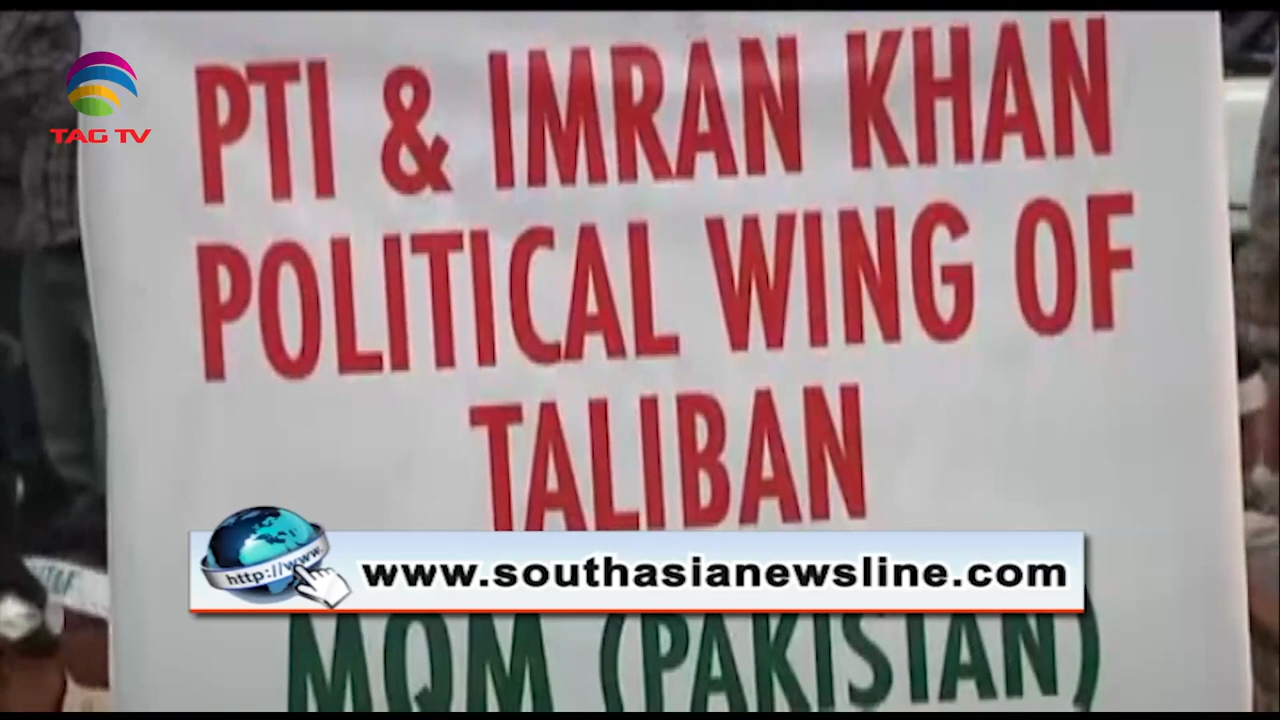 TAG TV
PTI & IMRAN KHAN
POLITICAL WING OF
TALIBAN
http://www.
www.southasianewsline.com
MQM (PAKISTAN)